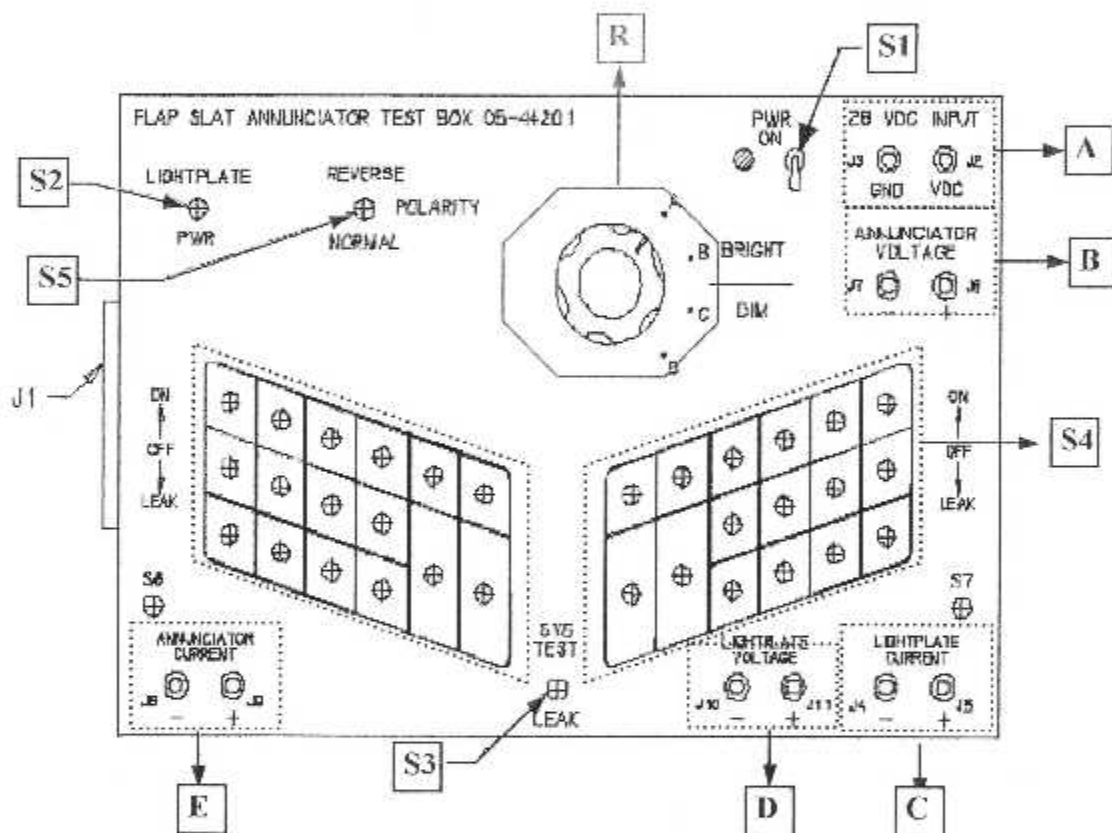 R
S1
FLAP SLAT ANNUNCIATOR TEST BOX 05-44201
PWR
ON
28 VDC INPUT
J3 J2
GND VDC
A
S2
LIGHTPLATE
PWR
REVERSE
POLARITY
NORMAL
S5
A
B BRIGHT
C DIM
ANNUNCIATOR
VOLTAGE
J7 J6
- +
B
J1
ON
OFF
LEAK
ON
OFF
LEAK
S4
S6
S7
ANNUNCIATOR
CURRENT
J8 J9
- +
SYS
TEST
LEAK
LIGHTPLATE
VOLTAGE
J10 J11
- +
LIGHTPLATE
CURRENT
J4 J5
- +
S3
E
D
C